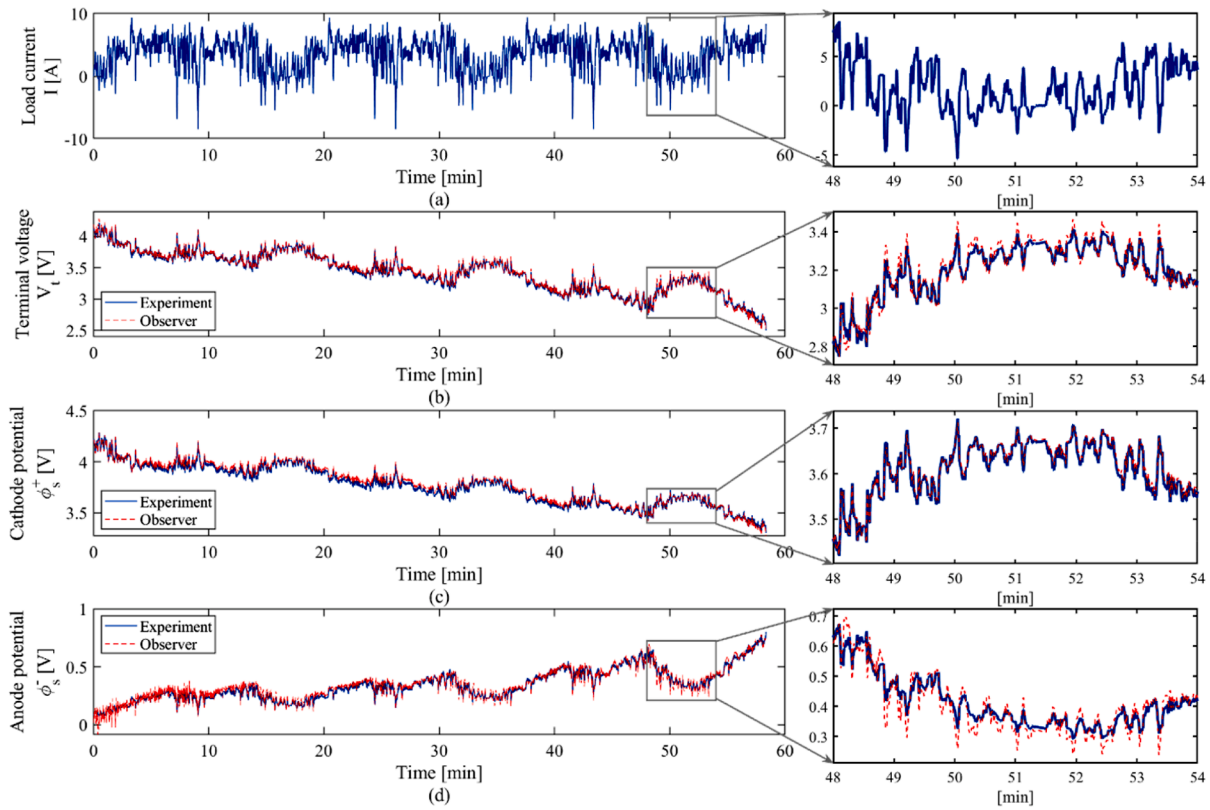 10
0
-10
Load current
I [A]
0 10 20 30 40 50 60
Time [min]
(a)
5
0
-5
48 49 50 51 52 53 54
[min]
4
3.5
3
2.5
Terminal voltage
Vt [V]
Experiment
Observer
0 10 20 30 40 50 60
Time [min]
(b)
3.4
3.2
3
2.8
48 49 50 51 52 53 54
[min]
4.5
4
3.5
Cathode potential
ϕs+ [V]
Experiment
Observer
0 10 20 30 40 50 60
Time [min]
(c)
3.7
3.6
3.5
48 49 50 51 52 53 54
[min]
1
0.5
0
Anode potential
ϕs- [V]
Experiment
Observer
0 10 20 30 40 50 60
Time [min]
(d)
0.7
0.6
0.5
0.4
0.3
48 49 50 51 52 53 54
[min]